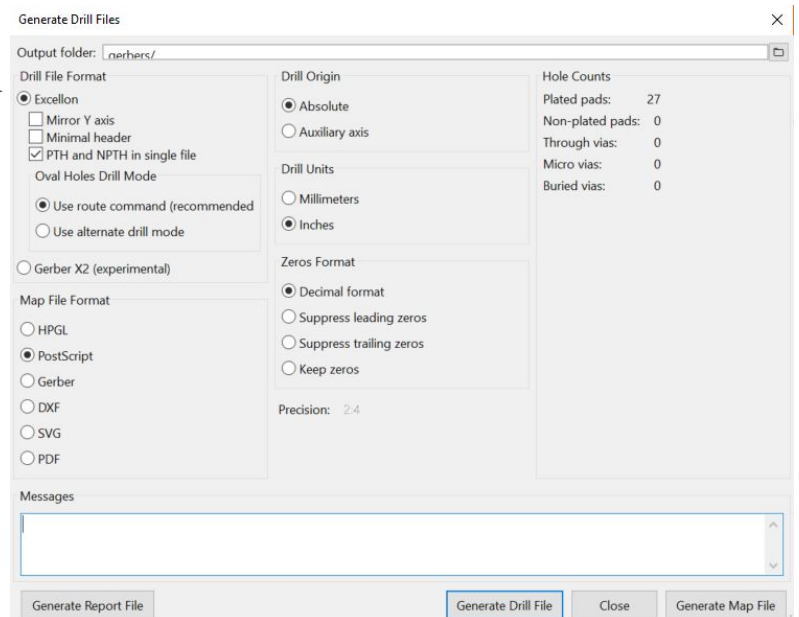 Generate Drill Files
Output folder: gerbers/
Drill File Format
Excellon
Mirror Y axis
Minimal header
PTH and NPTH in single file
Oval Holes Drill Mode
Use route command (recommended
Use alternate drill mode
Gerber X2 (experimental)
Map File Format
HPGL
PostScript
Gerber
DXF
SVG
PDF
Drill Origin
Absolute
Auxiliary axis
Drill Units
Millimeters
Inches
Zeros Format
Decimal format
Suppress leading zeros
Suppress trailing zeros
Keep zeros
Precision: 2:4
Hole Counts
Plated pads: 27
Non-plated pads: 0
Through vias: 0
Micro vias: 0
Buried vias: 0
Messages
Generate Report File
Generate Drill File
Close
Generate Map File